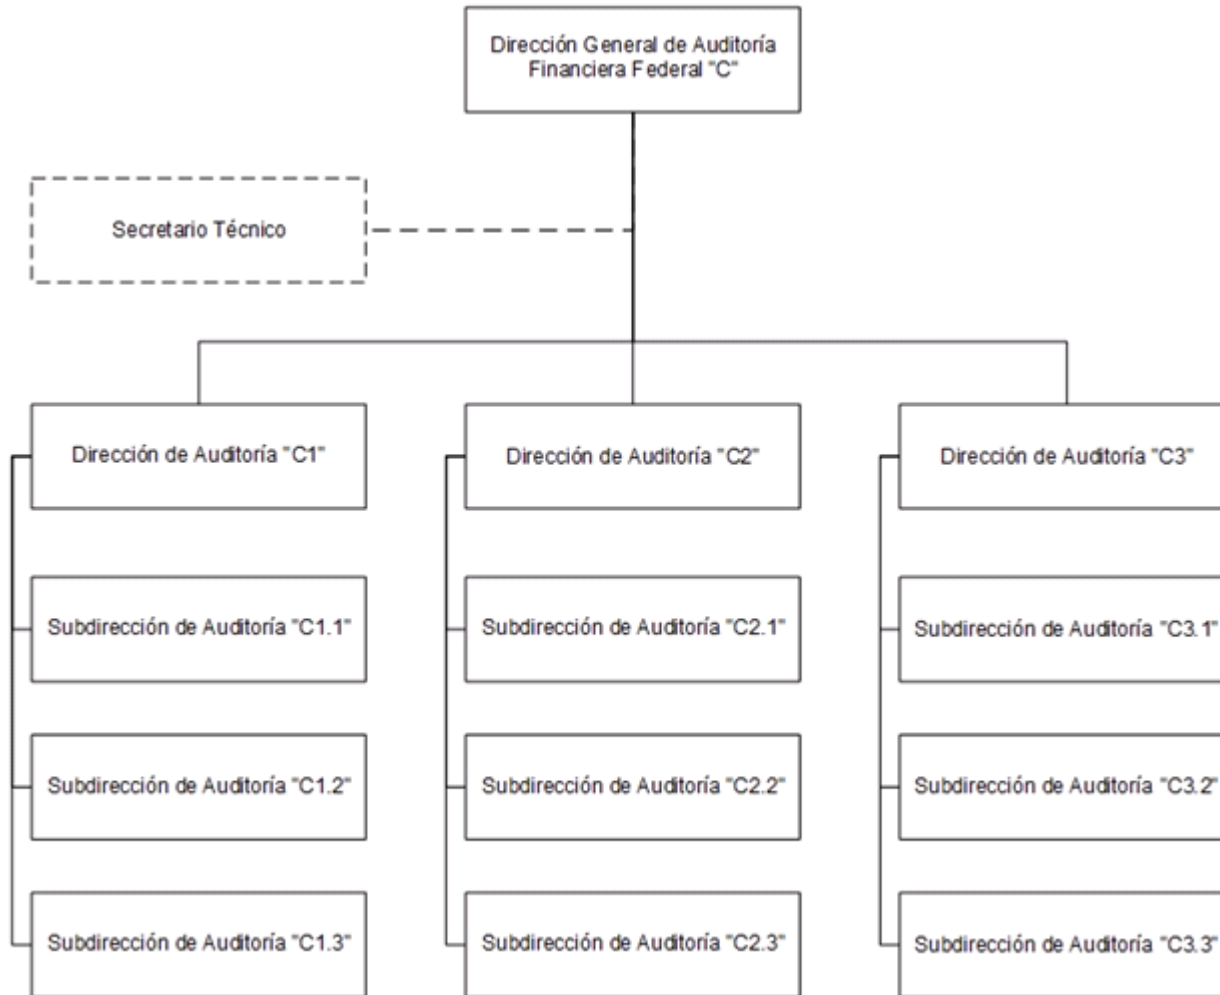 Dirección General de Auditoría
Financiera Federal "C"
Secretario Técnico
Dirección de Auditoría "C1"
Dirección de Auditoría "C2"
Dirección de Auditoría "C3"
Subdirección de Auditoría "C1.1"
Subdirección de Auditoría "C2.1"
Subdirección de Auditoría "C3.1"
Subdirección de Auditoría "C1.2"
Subdirección de Auditoría "C2.2"
Subdirección de Auditoría "C3.2"
Subdirección de Auditoría "C1.3"
Subdirección de Auditoría "C2.3"
Subdirección de Auditoría "C3.3"